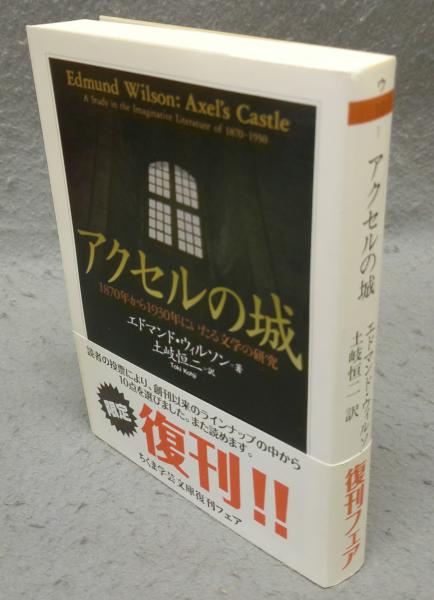 Edmund Wilson: Axel's Castle
A Study in the Imaginative Literature of 1870-1930
アクセルの城
1870年から1930年にいたる文学の研究
エドマンド・ウィルソン 著
土岐恒二 訳
Toki Kohji
読者の投票により、創刊以来のラインナップの中から
10点を選びました。また読めます。
限定
復刊!!
ちくま学芸文庫復刊フェア
ウ
アクセルの城
エドマンド・ウィルソ
土岐恒二 訳
復刊フェア